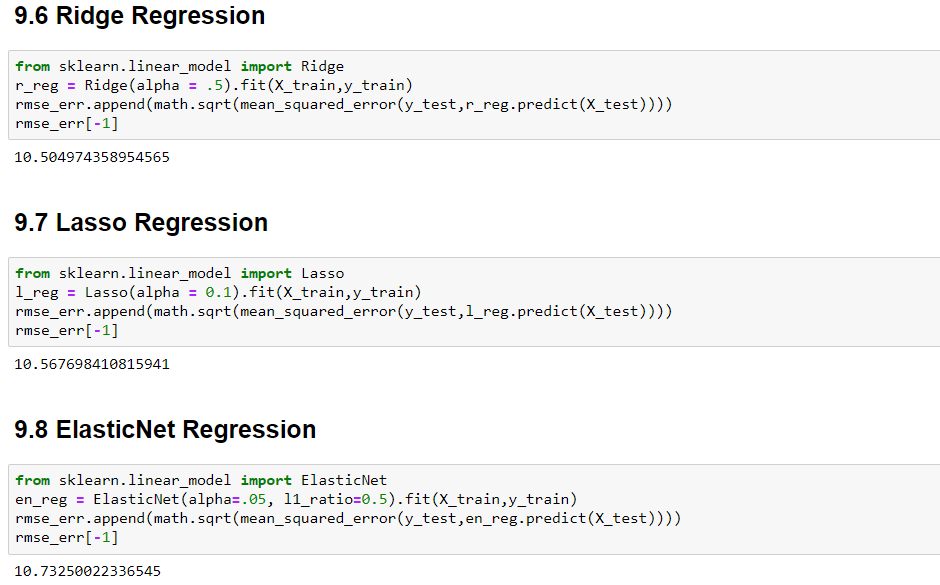 9.6 Ridge Regression
from sklearn.linear_model import Ridge
r_reg = Ridge(alpha = .5).fit(X_train,y_train)
rmse_err.append(math.sqrt(mean_squared_error(y_test,r_reg.predict(X_test))))
rmse_err[-1]
10.504974358954565
9.7 Lasso Regression
from sklearn.linear_model import Lasso
l_reg = Lasso(alpha = 0.1).fit(X_train,y_train)
rmse_err.append(math.sqrt(mean_squared_error(y_test,l_reg.predict(X_test))))
rmse_err[-1]
10.567698410815941
9.8 ElasticNet Regression
from sklearn.linear_model import ElasticNet
en_reg = ElasticNet(alpha=.05, l1_ratio=0.5).fit(X_train,y_train)
rmse_err.append(math.sqrt(mean_squared_error(y_test,en_reg.predict(X_test))))
rmse_err[-1]
10.73250022336545